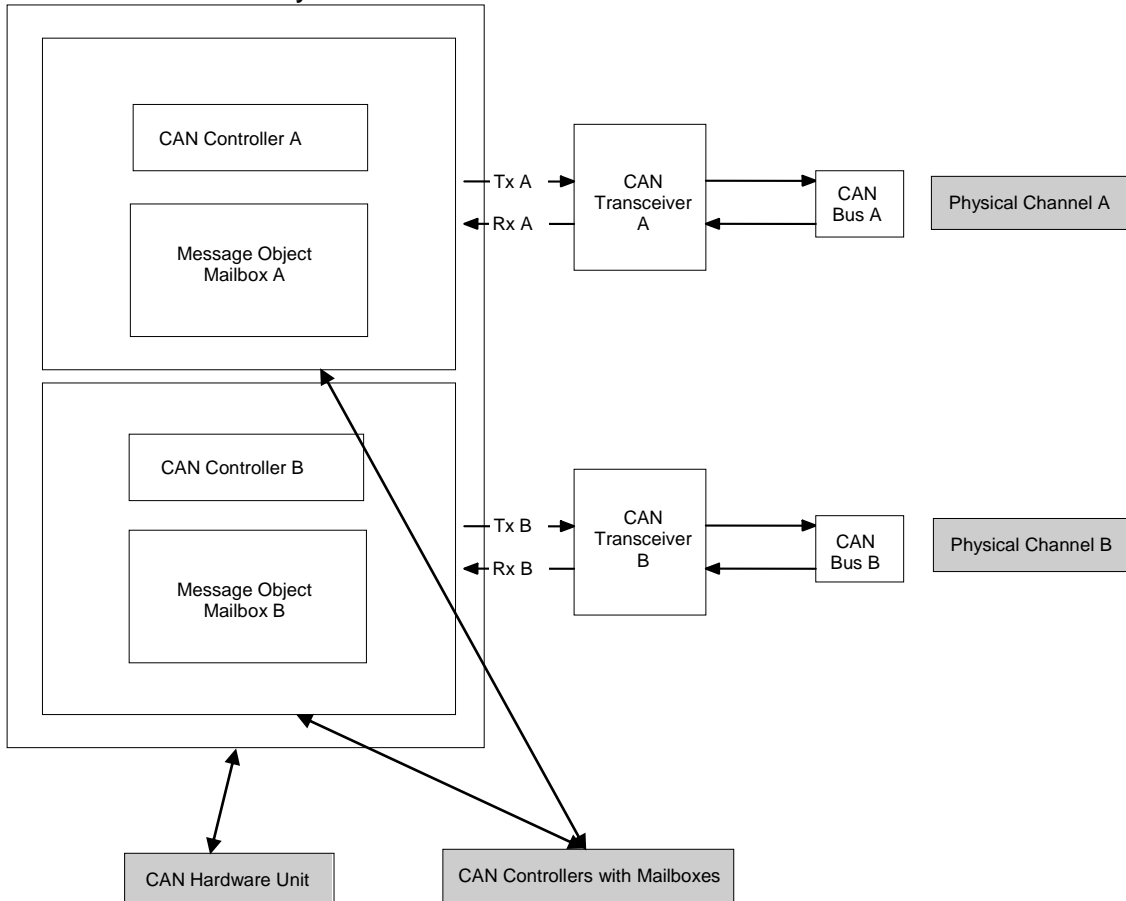 CAN Controller A
Message Object
Mailbox A
Tx A
Rx A
CAN
Transceiver
A
CAN
Bus A
Physical Channel A
CAN Controller B
Message Object
Mailbox B
Tx B
Rx B
CAN
Transceiver
B
CAN
Bus B
Physical Channel B
CAN Hardware Unit
CAN Controllers with Mailboxes